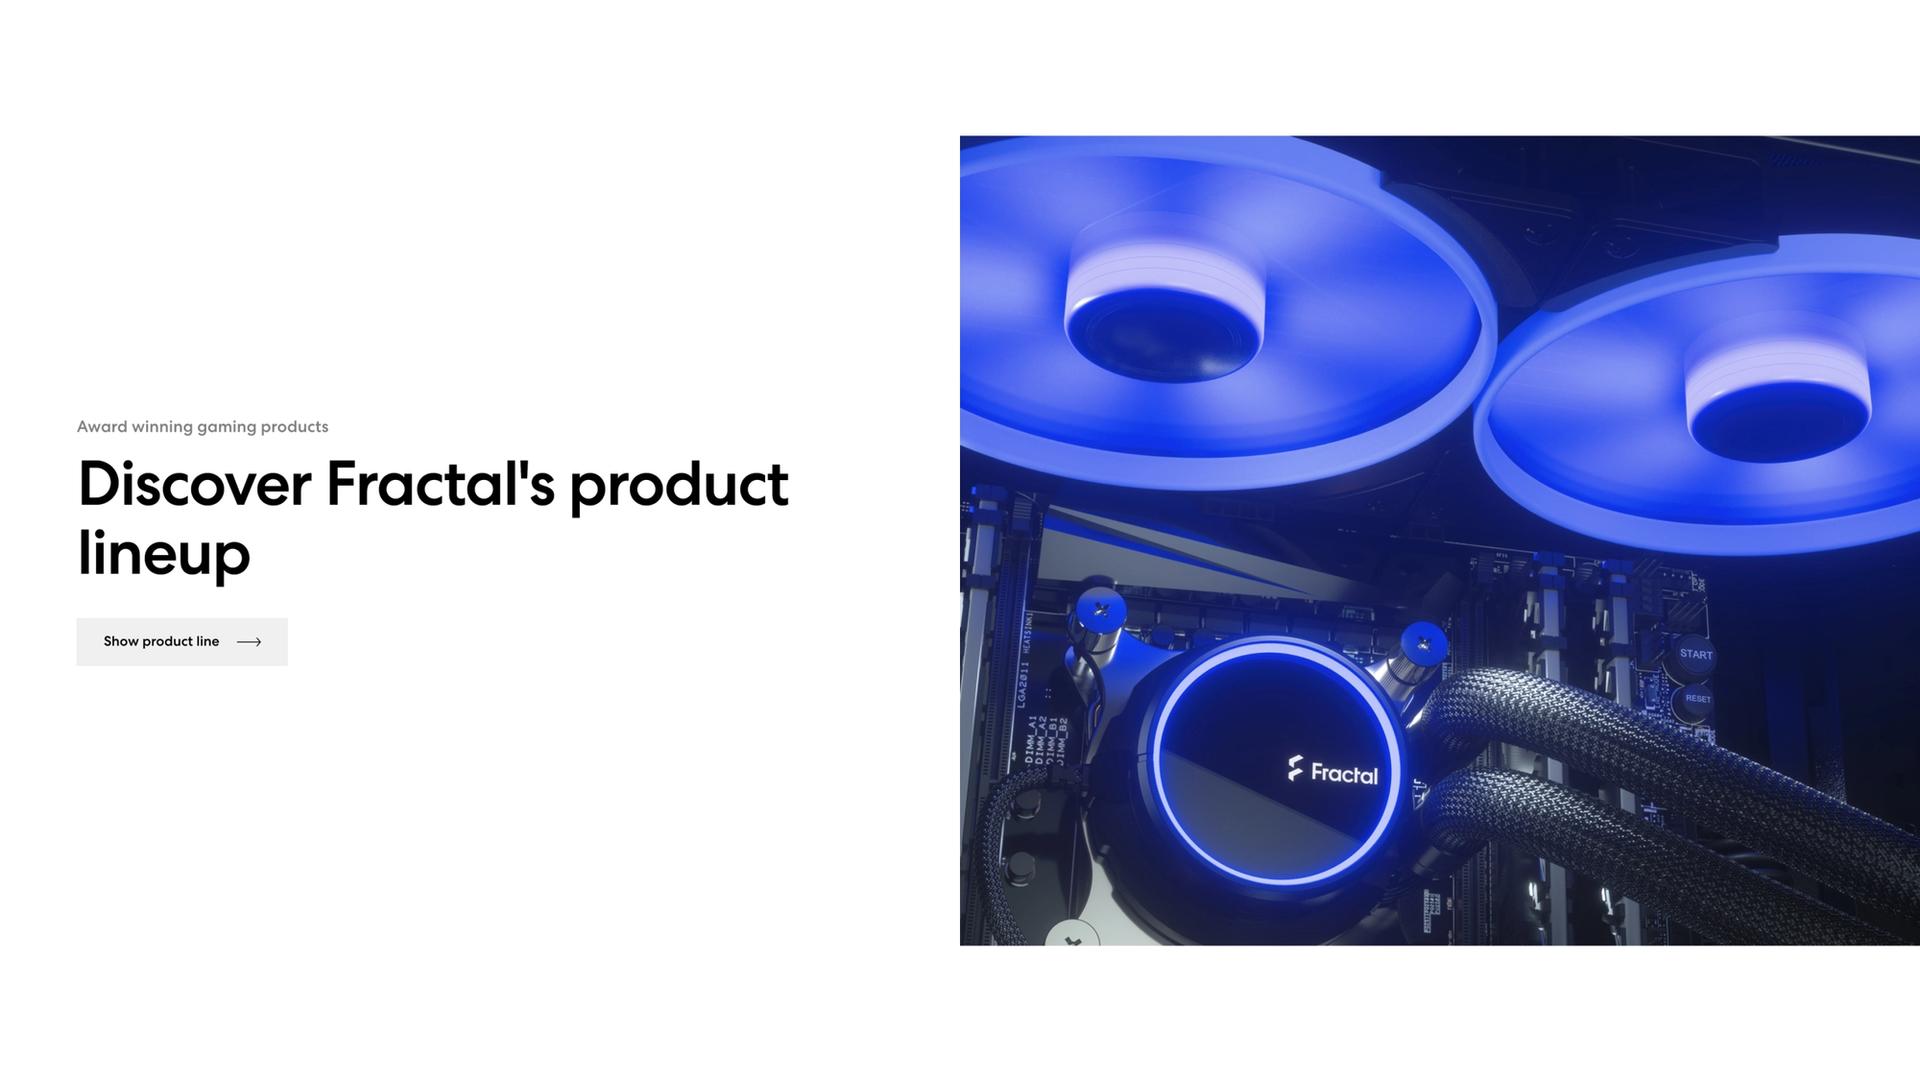 Award winning gaming products
Discover Fractal's product
lineup
Show product line
HEATSINK1
LGA2011
DIMM_A1
DIMM_A2
DIMM_B1
DIMM_B2
Fractal
START
RESET